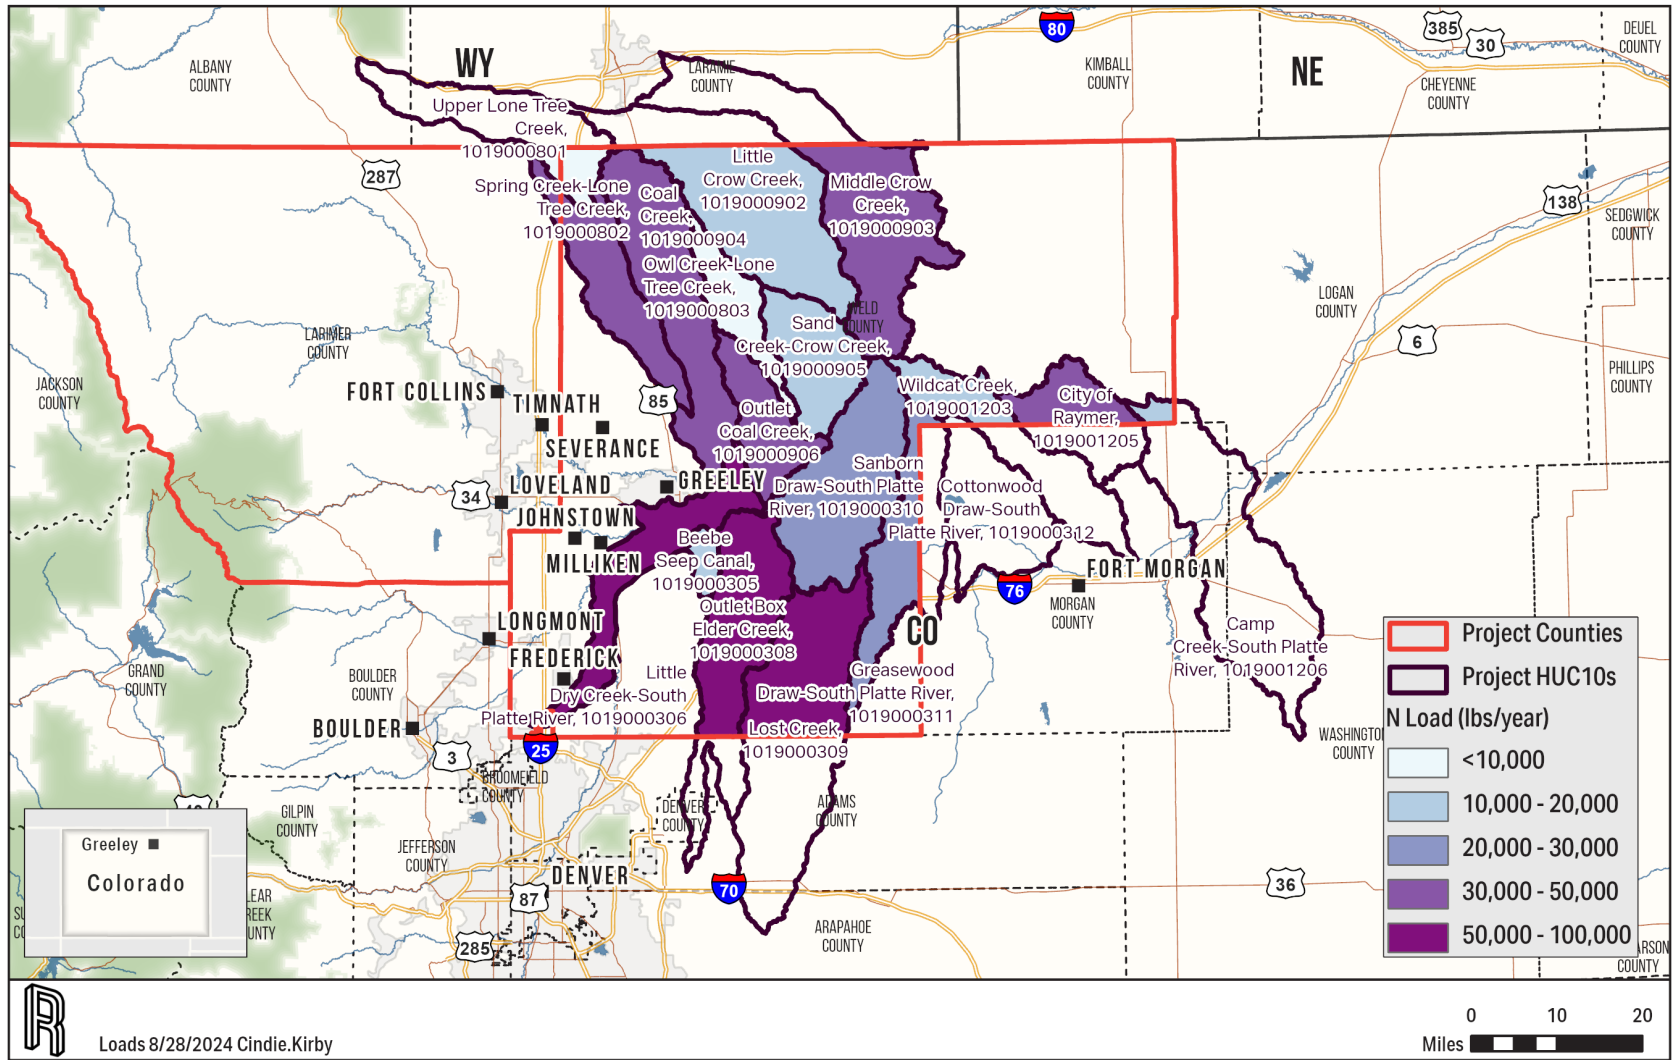 WY
NE
CO
80
385
30
DEUEL
COUNTY
ALBANY
COUNTY
LARAMIE
COUNTY
KIMBALL
COUNTY
CHEYENNE
COUNTY
Upper Lone Tree
Creek,
1019000801
287
Spring Creek-Lone
Tree Creek,
1019000802
Coal
Creek,
1019000904
Little
Crow Creek,
1019000902
Middle Crow
Creek,
1019000903
138
SEDGWICK
COUNTY
Owl Creek-Lone
Tree Creek,
1019000803
WELD
COUNTY
LOGAN
COUNTY
LARIMER
COUNTY
Sand
Creek-Crow Creek,
1019000905
6
JACKSON
COUNTY
PHILLIPS
COUNTY
FORT COLLINS
TIMNATH
SEVERANCE
85
Wildcat Creek,
1019001203
City of
Raymer,
1019001205
Outlet
Coal Creek,
1019000906
GREELEY
34
LOVELAND
JOHNSTOWN
MILLIKEN
Sanborn
Draw-South Platte
River, 1019000310
Cottonwood
Draw-South
Platte River, 1019000312
Beebe
Seep Canal,
1019000305
76
FORT MORGAN
MORGAN
COUNTY
LONGMONT
Outlet Box
Elder Creek,
1019000308
FREDERICK
Camp
Creek-South Platte
River, 1019001206
GRAND
COUNTY
BOULDER
COUNTY
Little
Dry Creek-South
Platte River, 1019000306
Greasewood
Draw-South Platte River,
1019000311
BOULDER
Lost Creek,
1019000309
25
3
WASHINGTON
COUNTY
BROOMFIELD
COUNTY
DENVER
COUNTY
ADAMS
COUNTY
GILPIN
COUNTY
JEFFERSON
COUNTY
DENVER
70
87
36
285
ARAPAHOE
COUNTY
Greeley
Colorado
Project Counties
Project HUC10s
N Load (lbs/year)
<10,000
10,000 - 20,000
20,000 - 30,000
30,000 - 50,000
50,000 - 100,000
COUNTY
R
Loads 8/28/2024 Cindie.Kirby
0 10 20
Miles